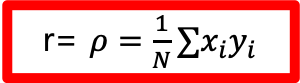 r= ρ = 1/N ∑xᵢyᵢ